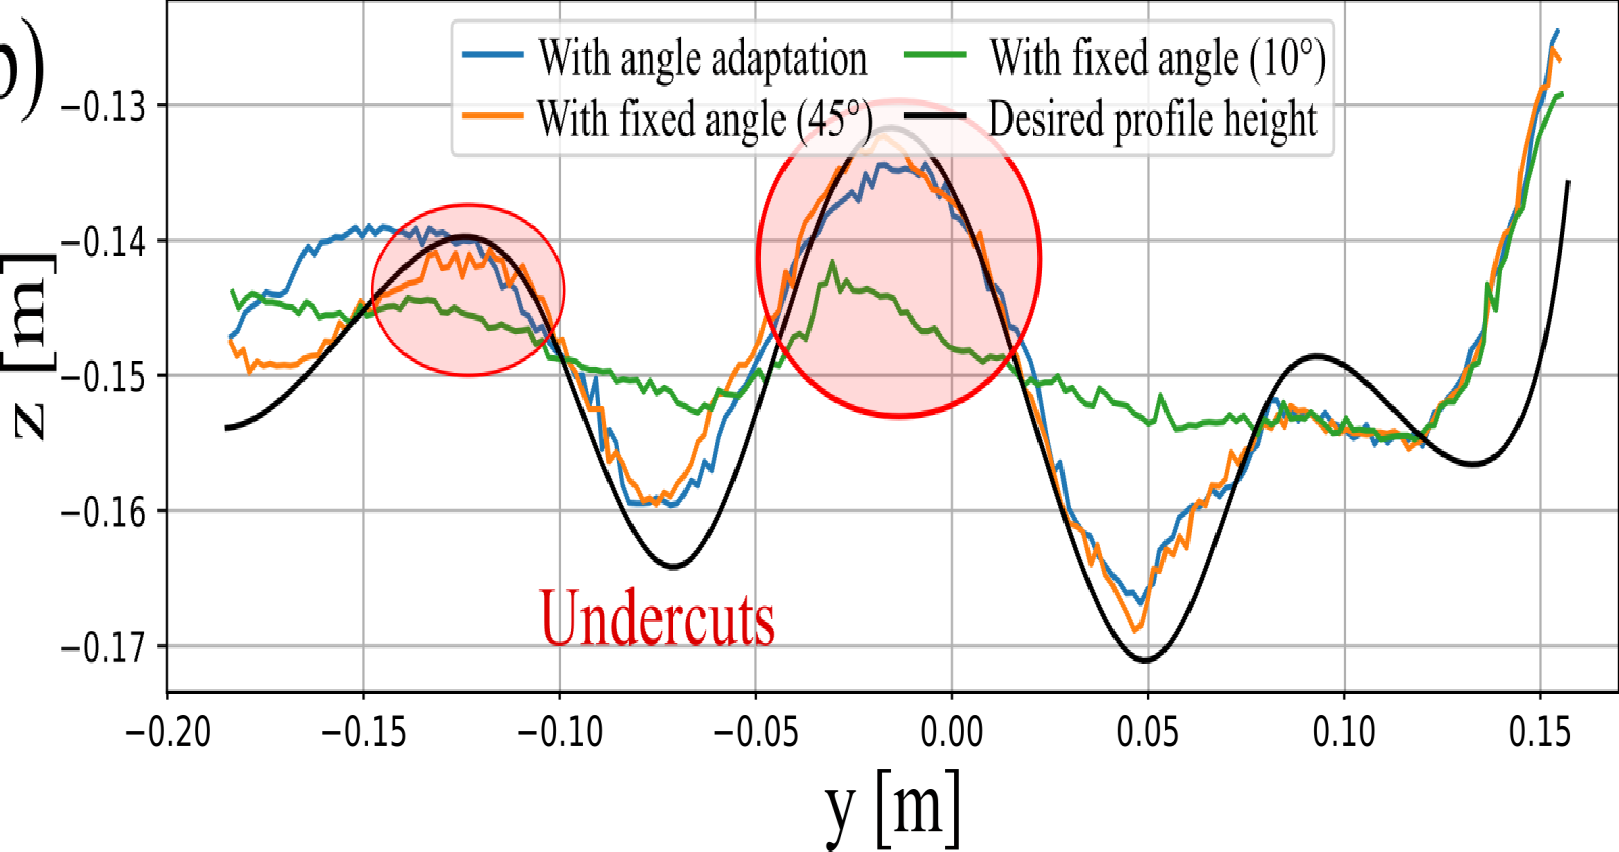 b)
With angle adaptation
With fixed angle (10°)
With fixed angle (45°)
Desired profile height
−0.13
−0.14
−0.15
−0.16
−0.17
z [m]
Undercuts
−0.20 −0.15 −0.10 −0.05 0.00 0.05 0.10 0.15
y [m]